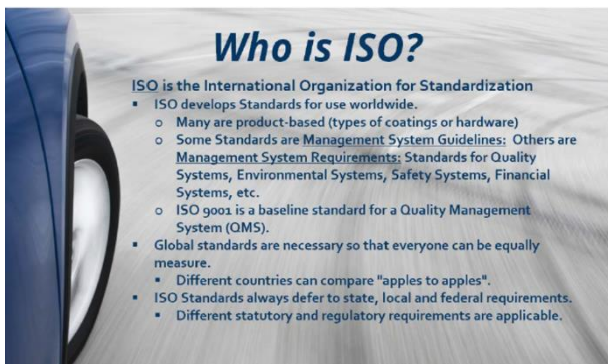 Who is ISO?
ISO is the International Organization for Standardization
▪ ISO develops Standards for use worldwide.
o Many are product-based (types of coatings or hardware)
o Some Standards are Management System Guidelines: Others are
Management System Requirements: Standards for Quality
Systems, Environmental Systems, Safety Systems, Financial
Systems, etc.
o ISO 9001 is a baseline standard for a Quality Management
System (QMS).
▪ Global standards are necessary so that everyone can be equally
measure.
▪ Different countries can compare "apples to apples".
▪ ISO Standards always defer to state, local and federal requirements.
▪ Different statutory and regulatory requirements are applicable.